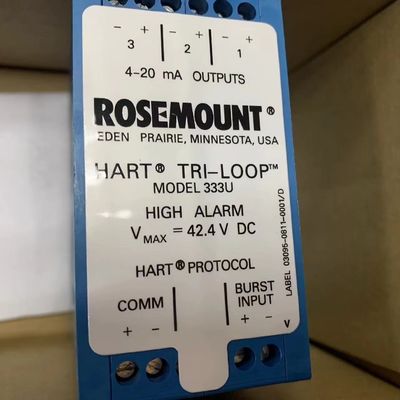 - + - + - +
3 2 1
4-20 mA OUTPUTS
ROSEMOUNT®
EDEN PRAIRIE, MINNESOTA, USA
HART® TRI-LOOP™
MODEL 333U
HIGH ALARM
VMAX = 42.4 V DC
HART® PROTOCOL
COMM
BURST
INPUT
+ - + -
V
LABEL 03095-0811-0001/D